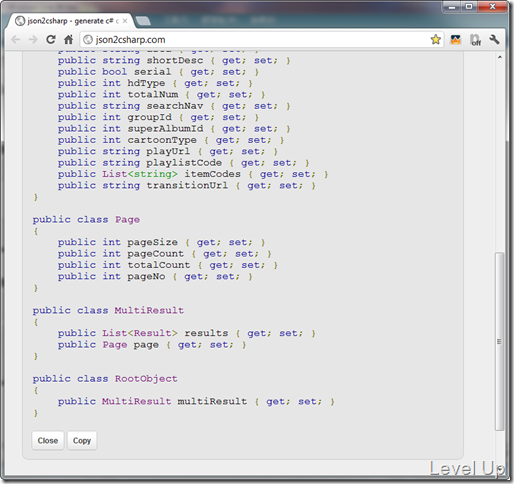 json2csharp - generate c#
json2csharp.com
off
public string shortDesc { get; set; }
public bool serial { get; set; }
public int hdType { get; set; }
public int totalNum { get; set; }
public string searchNav { get; set; }
public int groupId { get; set; }
public int superAlbumId { get; set; }
public int cartoonType { get; set; }
public string playUrl { get; set; }
public string playlistCode { get; set; }
public List<string> itemCodes { get; set; }
public string transitionUrl { get; set; }
}
public class Page
{
public int pageSize { get; set; }
public int pageCount { get; set; }
public int totalCount { get; set; }
public int pageNo { get; set; }
}
public class MultiResult
{
public List<Result> results { get; set; }
public Page page { get; set; }
}
public class RootObject
{
public MultiResult multiResult { get; set; }
}
Close Copy
Level Up